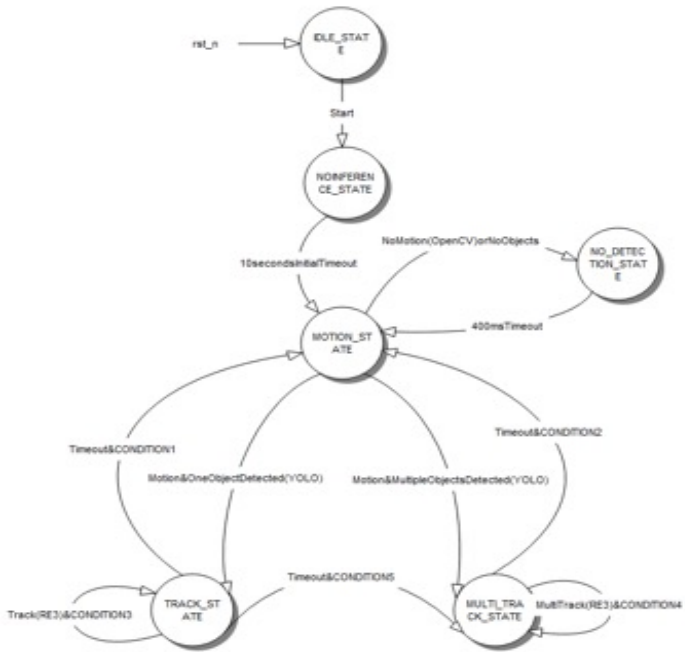 IDLE_STAT
E
rst_n
Start
NOINFEREN
CE_STATE
NoMotion(OpenCV)orNoObjects
NO_DETEC
TION_STAT
E
10secondsInitialTimeout
400msTimeout
MOTION_ST
ATE
Timeout&CONDITION2
Timeout&CONDITION1
Motion&OneObjectDetected(YOLO)
Motion&MultipleObjectsDetected(YOLO)
Timeout&CONDITION5
TRACK_ST
ATE
MULTI_TRA
CK_STATE
Track(RE3)&CONDITION3
MultiTrack(RE3)&CONDITION4